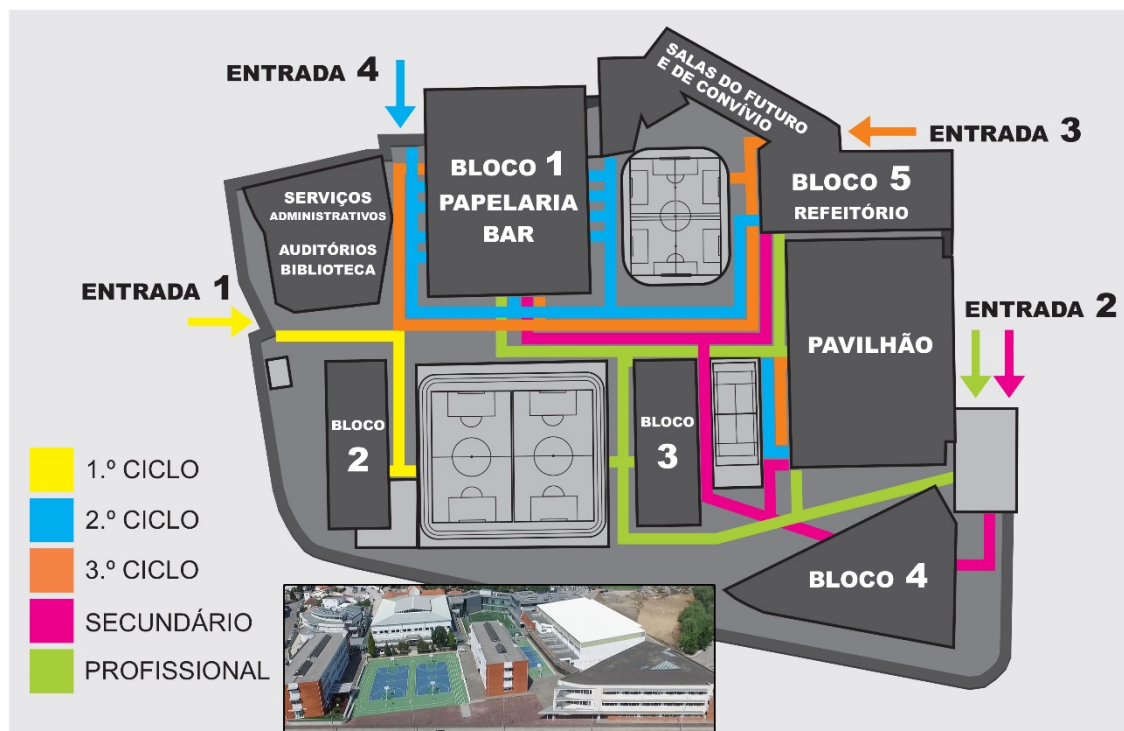 ENTRADA 4
SALAS DO FUTURO
E DE CONVÍVIO
ENTRADA 3
BLOCO 1
PAPELARIA
BAR
BLOCO 5
REFEITÓRIO
SERVIÇOS
ADMINISTRATIVOS
AUDITÓRIOS
BIBLIOTECA
ENTRADA 1
ENTRADA 2
PAVILHÃO
BLOCO
2
BLOCO
3
BLOCO 4
1.º CICLO
2.º CICLO
3.º CICLO
SECUNDÁRIO
PROFISSIONAL